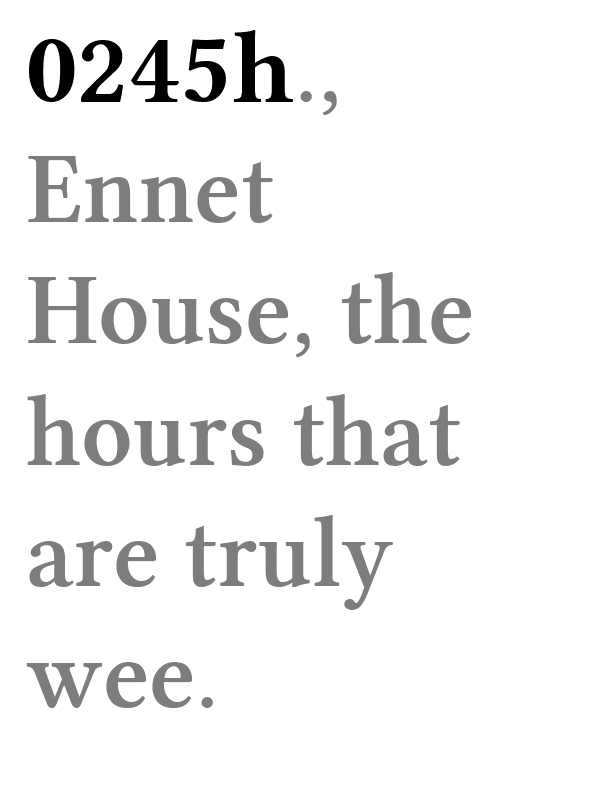 0245h.,
Ennet
House, the
hours that
are truly
wee.